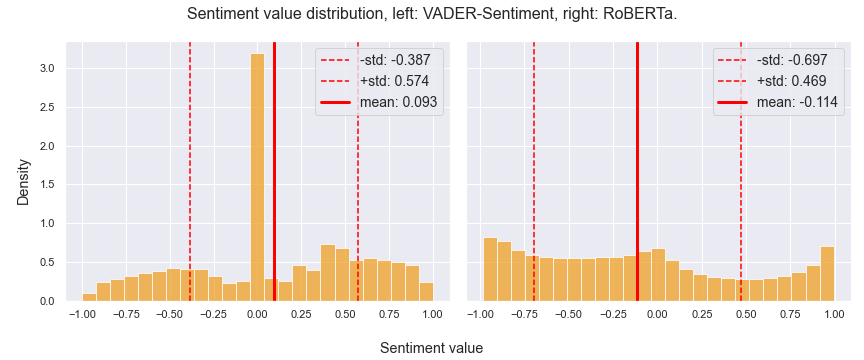 Sentiment value distribution, left: VADER-Sentiment, right: RoBERTa.
-std: -0.387
+std: 0.574
mean: 0.093
-std: -0.697
+std: 0.469
mean: -0.114
Density
3.0
2.5
2.0
1.5
1.0
0.5
0.0
−1.00 −0.75 −0.50 −0.25 0.00 0.25 0.50 0.75 1.00
−1.00 −0.75 −0.50 −0.25 0.00 0.25 0.50 0.75 1.00
Sentiment value